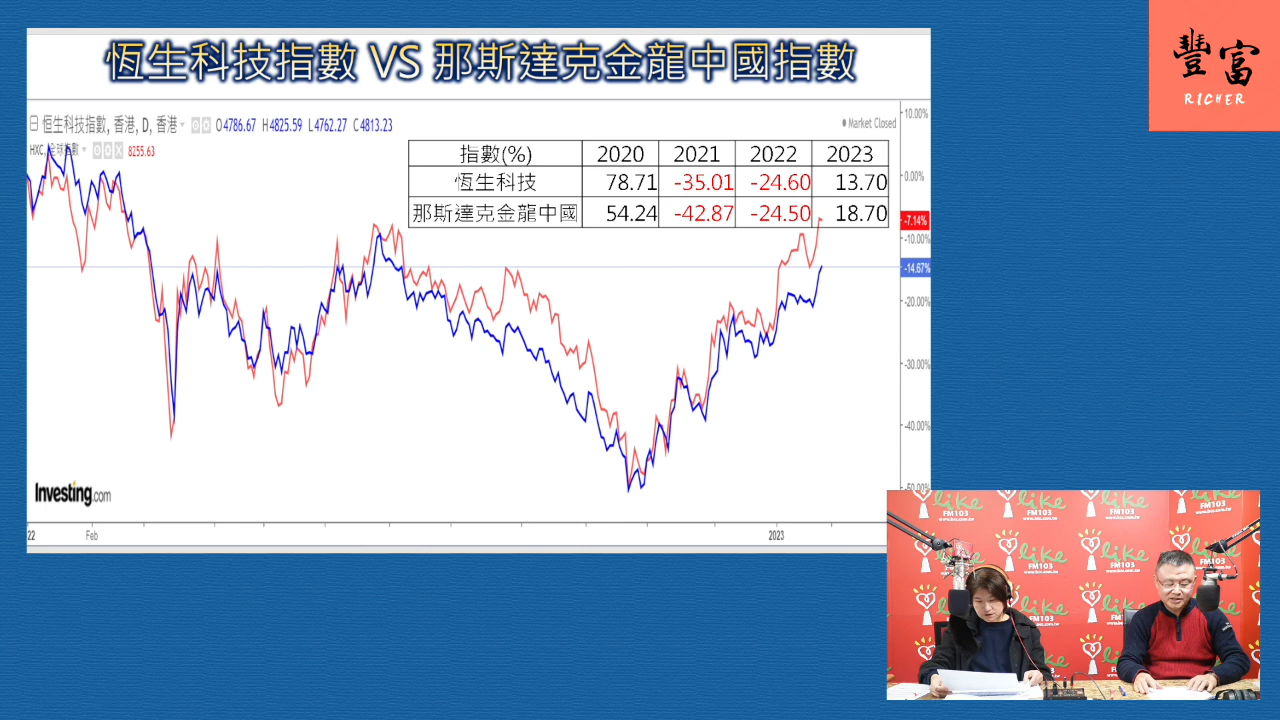 恆生科技指數 VS 那斯達克金龍中國指數
豐富
RICHER
恆生科技指數, 香港, D, 香港 O4786.67 H4825.59 L4762.27 C4813.23
Market Closed
HXC, 全球指數 8255.63
指數(%) 2020 2021 2022 2023
恆生科技 78.71 -35.01 -24.60 13.70
那斯達克金龍中國 54.24 -42.87 -24.50 18.70
10.00%
0.00%
-7.14%
-10.00%
-14.67%
-20.00%
-30.00%
-40.00%
-50.00%
Investing.com
22 Feb 2023
like
FM103